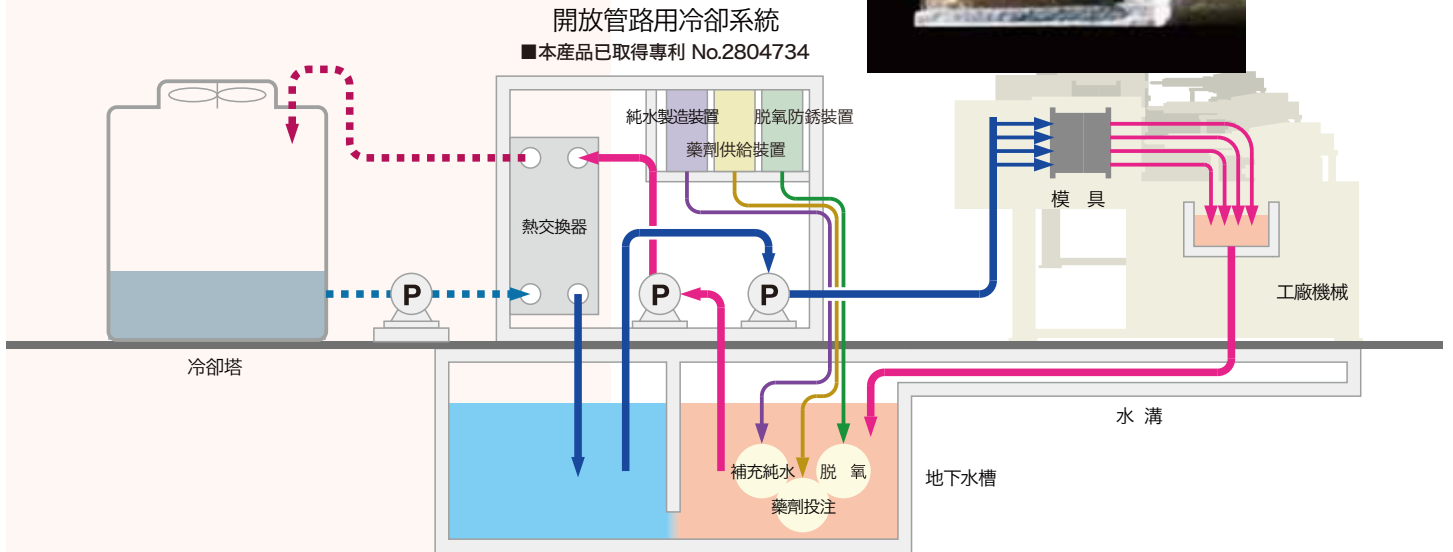 開放管路用冷卻系統
■本產品已取得專利 No.2804734
純水製造裝置
脫氧防銹裝置
藥劑供給裝置
模 具
熱交換器
P
P
P
工廠機械
冷卻塔
水 溝
補充純水
脫 氧
地下水槽
藥劑投注